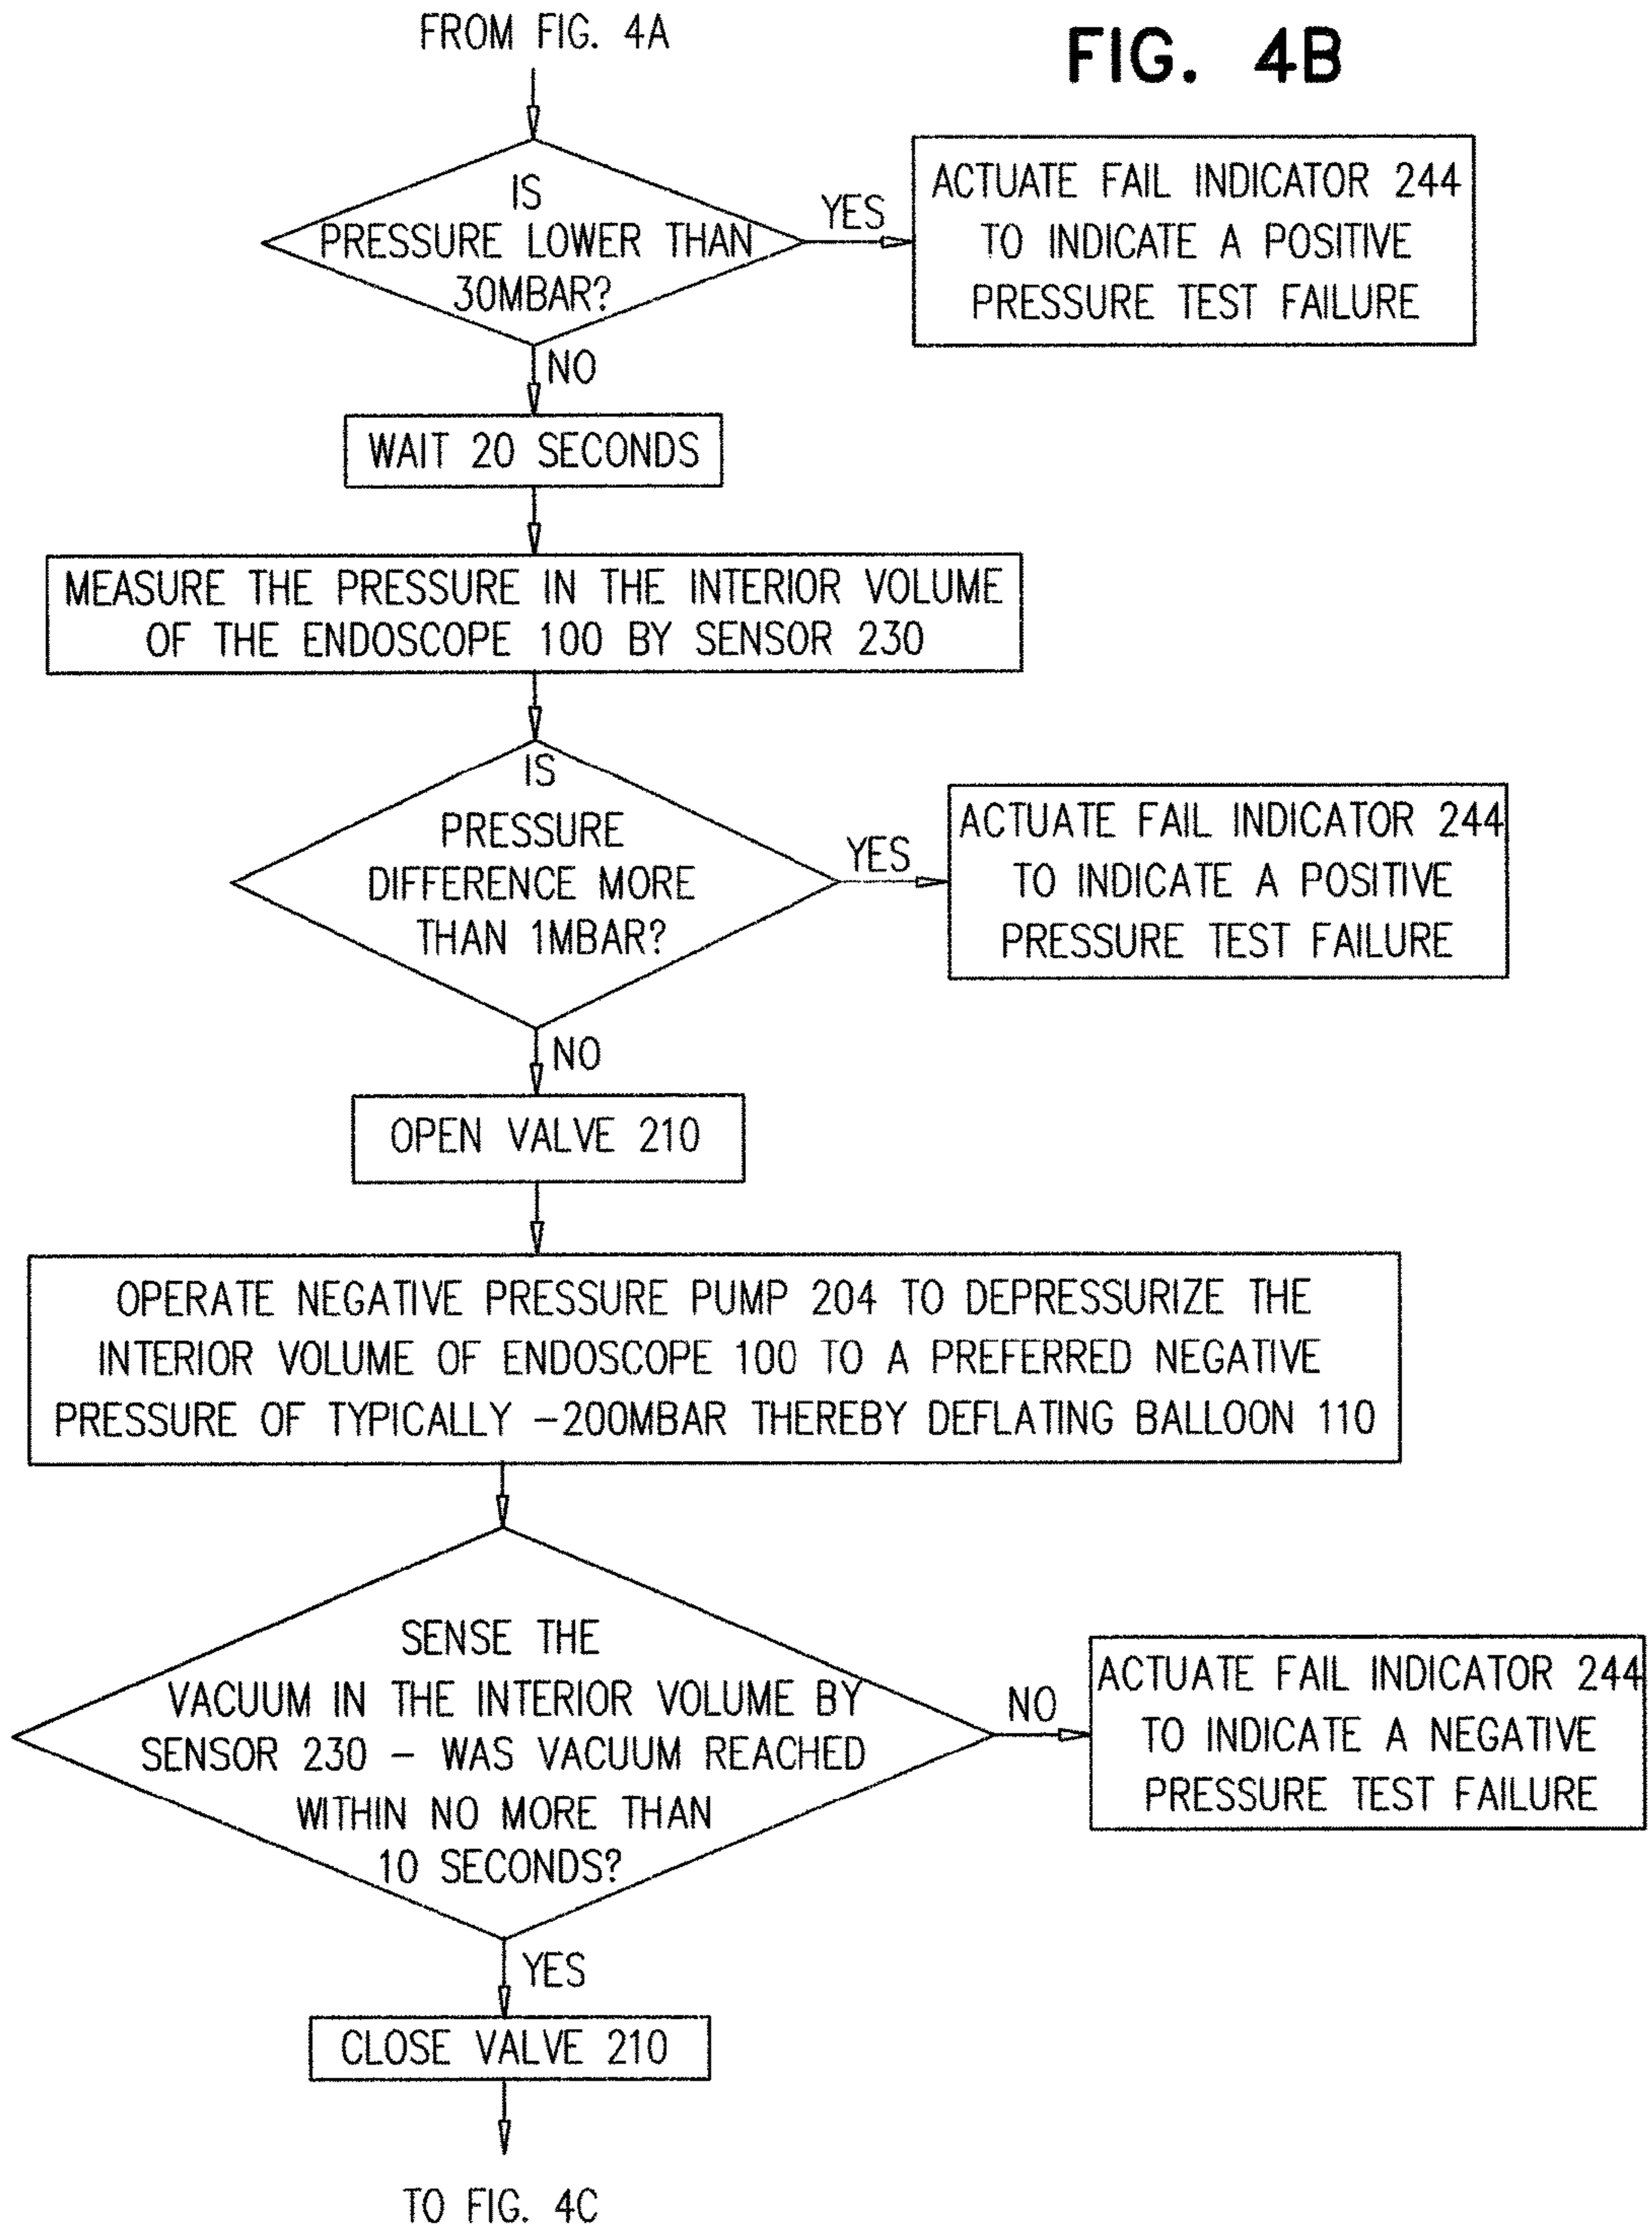 FROM FIG. 4A
FIG. 4B
IS
PRESSURE LOWER THAN
30MBAR?
YES
ACTUATE FAIL INDICATOR 244
TO INDICATE A POSITIVE
PRESSURE TEST FAILURE
NO
WAIT 20 SECONDS
MEASURE THE PRESSURE IN THE INTERIOR VOLUME
OF THE ENDOSCOPE 100 BY SENSOR 230
IS
PRESSURE
DIFFERENCE MORE
THAN 1MBAR?
YES
ACTUATE FAIL INDICATOR 244
TO INDICATE A POSITIVE
PRESSURE TEST FAILURE
NO
OPEN VALVE 210
OPERATE NEGATIVE PRESSURE PUMP 204 TO DEPRESSURIZE THE
INTERIOR VOLUME OF ENDOSCOPE 100 TO A PREFERRED NEGATIVE
PRESSURE OF TYPICALLY -200MBAR THEREBY DEFLATING BALLOON 110
SENSE THE
VACUUM IN THE INTERIOR VOLUME BY
SENSOR 230 - WAS VACUUM REACHED
WITHIN NO MORE THAN
10 SECONDS?
NO
ACTUATE FAIL INDICATOR 244
TO INDICATE A NEGATIVE
PRESSURE TEST FAILURE
YES
CLOSE VALVE 210
TO FIG. 4C